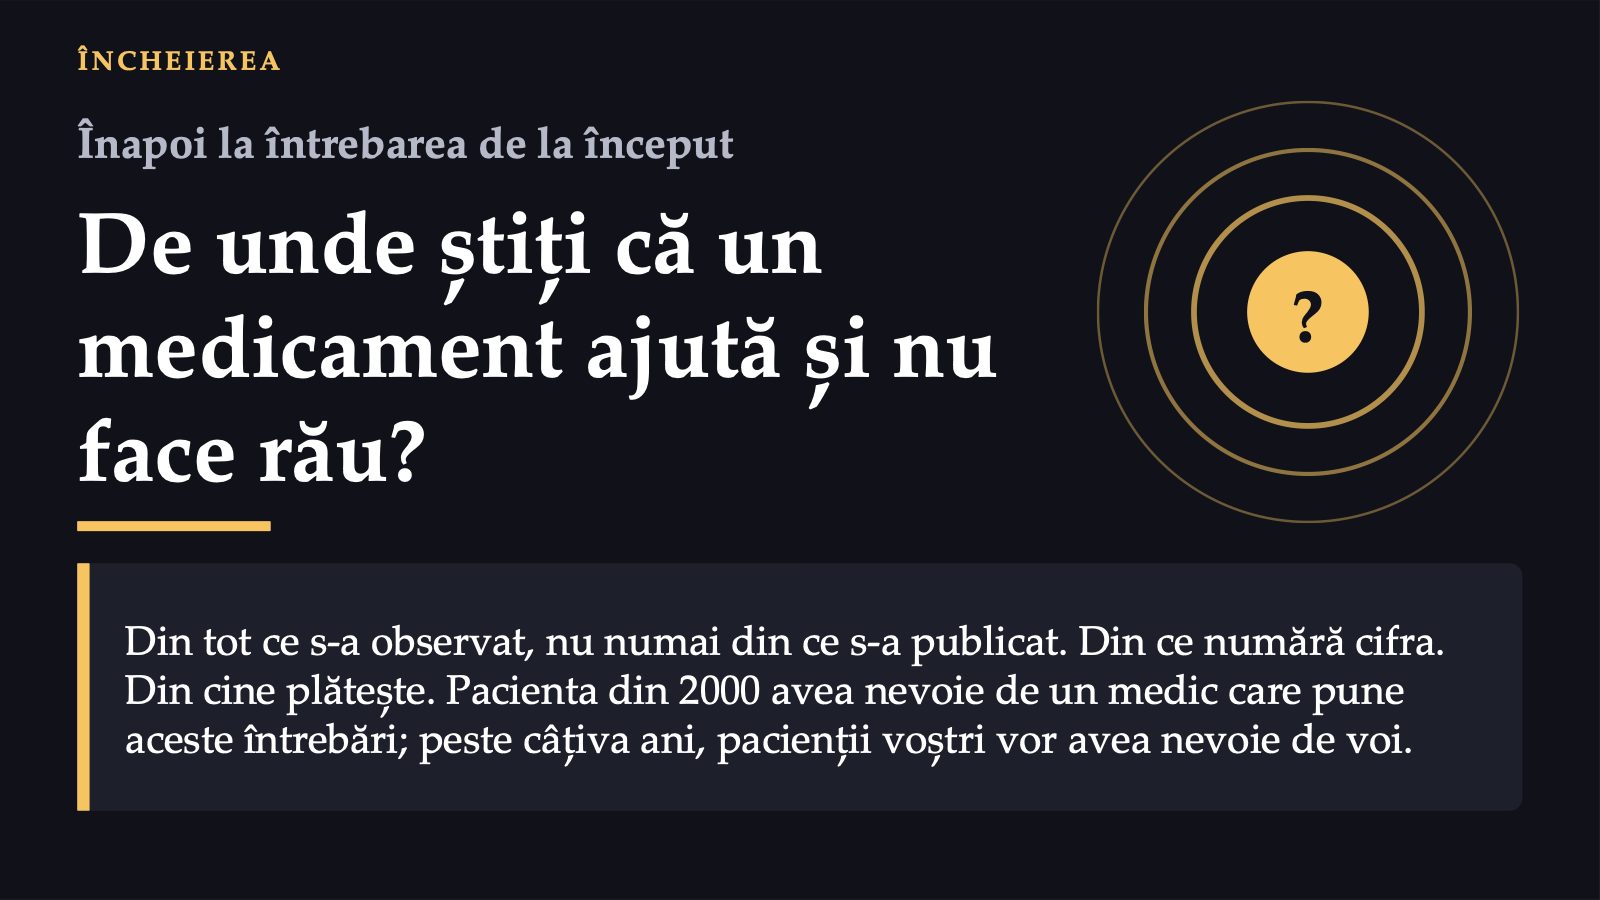 ÎNCHEIEREA
Înapoi la întrebarea de la început
De unde știți că un
medicament ajută și nu
face rău?
?
Din tot ce s-a observat, nu numai din ce s-a publicat. Din ce numără cifra.
Din cine plătește. Pacienta din 2000 avea nevoie de un medic care pune
aceste întrebări; peste câțiva ani, pacienții voștri vor avea nevoie de voi.